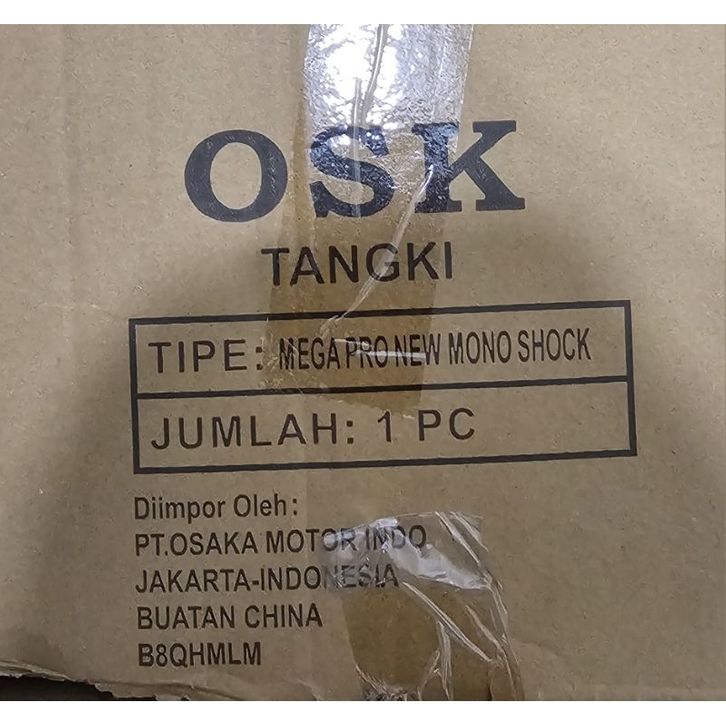 OSK
TANGKI
TIPE: MEGA PRO NEW MONO SHOCK
JUMLAH: 1 PC
Diimpor Oleh:
PT.OSAKA MOTOR INDO
JAKARTA-INDONESIA
BUATAN CHINA
B8QHMLM